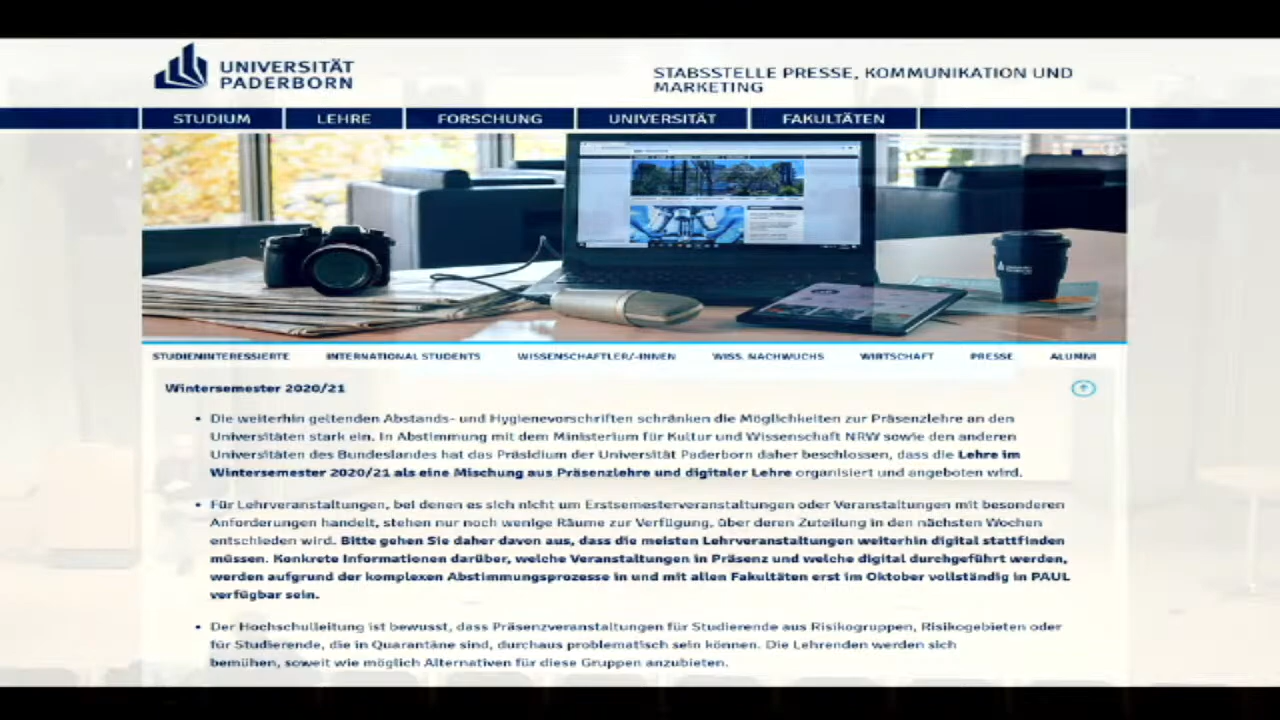 UNIVERSITÄT
PADERBORN
STABSSTELLE PRESSE, KOMMUNIKATION UND
MARKETING
STUDIUM LEHRE FORSCHUNG UNIVERSITÄT FAKULTÄTEN
STUDIENINTERESSIERTE INTERNATIONAL STUDENTS WISSENSCHAFTLER/-INNEN WISS. NACHWUCHS WIRTSCHAFT PRESSE ALUMNI
Wintersemester 2020/21
• Die weiterhin geltenden Abstands- und Hygienevorschriften schränken die Möglichkeiten zur Präsenzlehre an den
Universitäten stark ein. In Abstimmung mit dem Ministerium für Kultur und Wissenschaft NRW sowie den anderen
Universitäten des Bundeslandes hat das Präsidium der Universität Paderborn daher beschlossen, dass die Lehre im
Wintersemester 2020/21 als eine Mischung aus Präsenzlehre und digitaler Lehre organisiert und angeboten wird.
• Für Lehrveranstaltungen, bei denen es sich nicht um Erstsemesterveranstaltungen oder Veranstaltungen mit besonderen
Anforderungen handelt, stehen nur noch wenige Räume zur Verfügung, über deren Zuteilung in den nächsten Wochen
entschieden wird. Bitte gehen Sie daher davon aus, dass die meisten Lehrveranstaltungen weiterhin digital stattfinden
müssen. Konkrete Informationen darüber, welche Veranstaltungen in Präsenz und welche digital durchgeführt werden,
werden aufgrund der komplexen Abstimmungsprozesse in und mit allen Fakultäten erst im Oktober vollständig in PAUL
verfügbar sein.
• Der Hochschulleitung ist bewusst, dass Präsenzveranstaltungen für Studierende aus Risikogruppen, Risikogebieten oder
für Studierende, die in Quarantäne sind, durchaus problematisch sein können. Die Lehrenden werden sich
bemühen, soweit wie möglich Alternativen für diese Gruppen anzubieten.